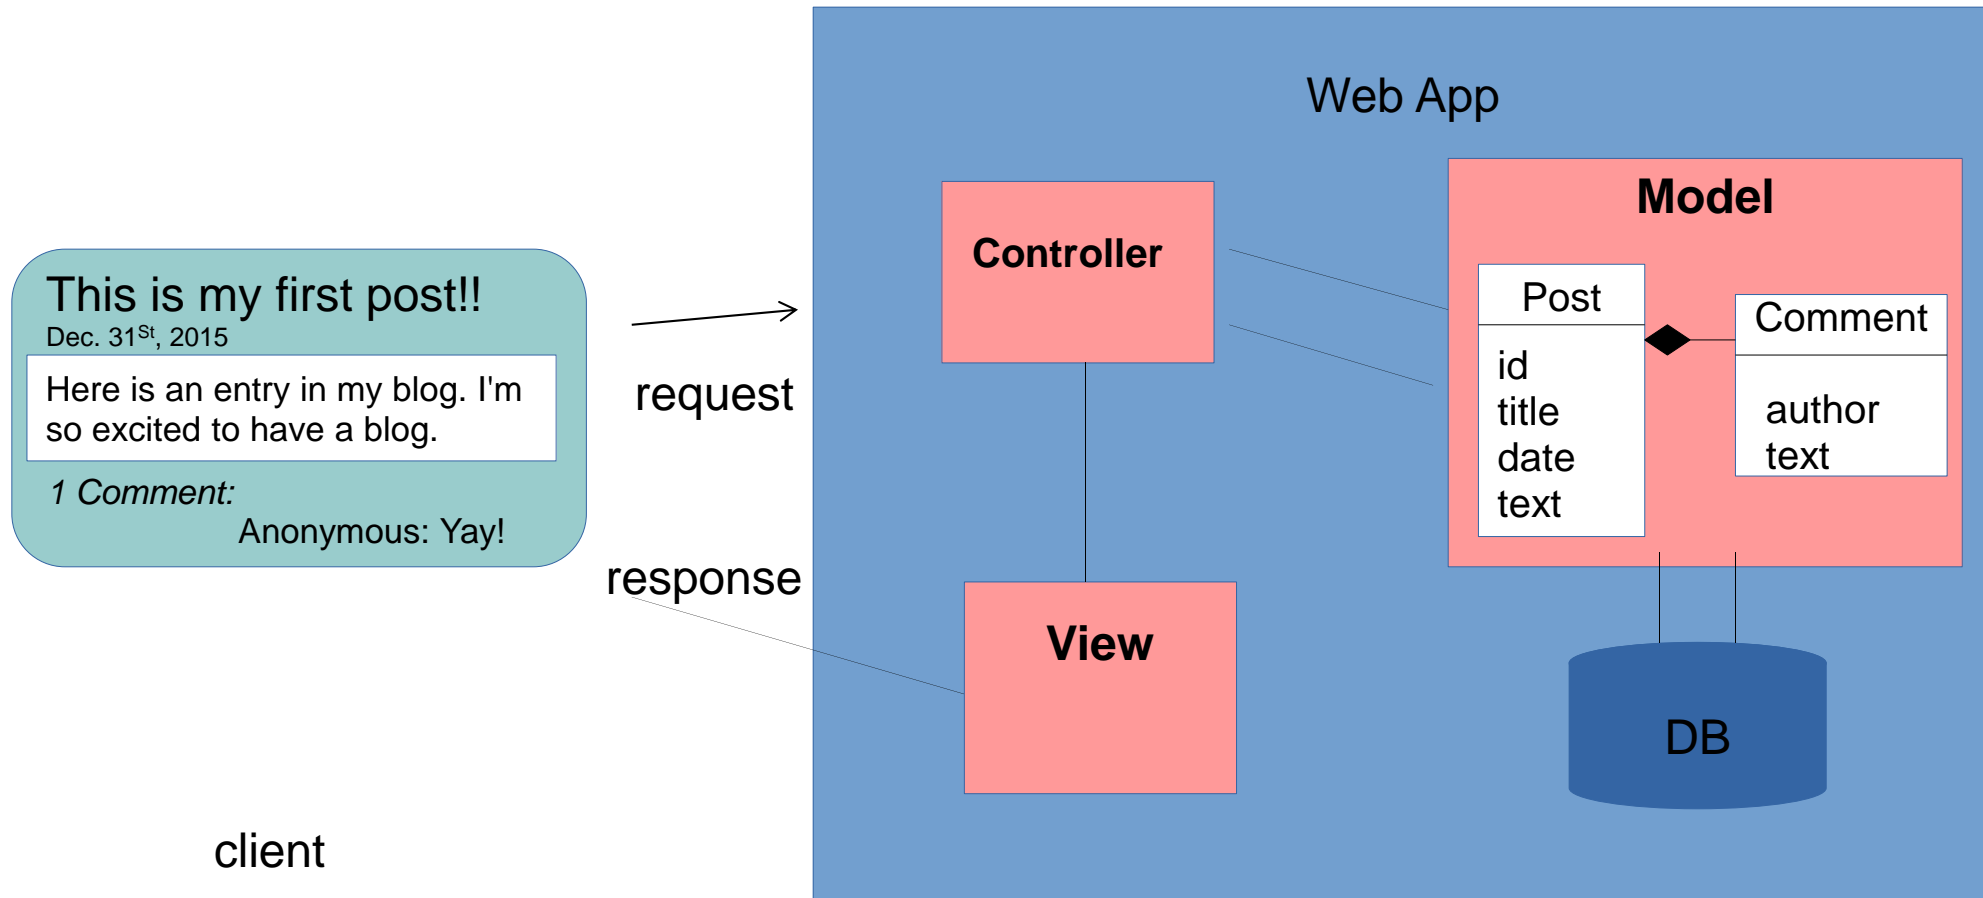 Web App
Controller
Model
Post
id
title
date
text
Comment
author
text
This is my first post!!
Dec. 31St, 2015
Here is an entry in my blog. I'm
so excited to have a blog.
1 Comment:
Anonymous: Yay!
request
response
View
DB
client